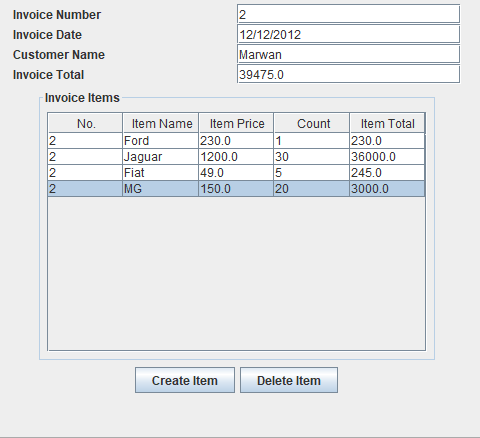 Invoice Number 2
Invoice Date 12/12/2012
Customer Name Marwan
Invoice Total 39475.0
Invoice Items
No. Item Name Item Price Count Item Total
2 Ford 230.0 1 230.0
2 Jaguar 1200.0 30 36000.0
2 Fiat 49.0 5 245.0
2 MG 150.0 20 3000.0
Create Item Delete Item